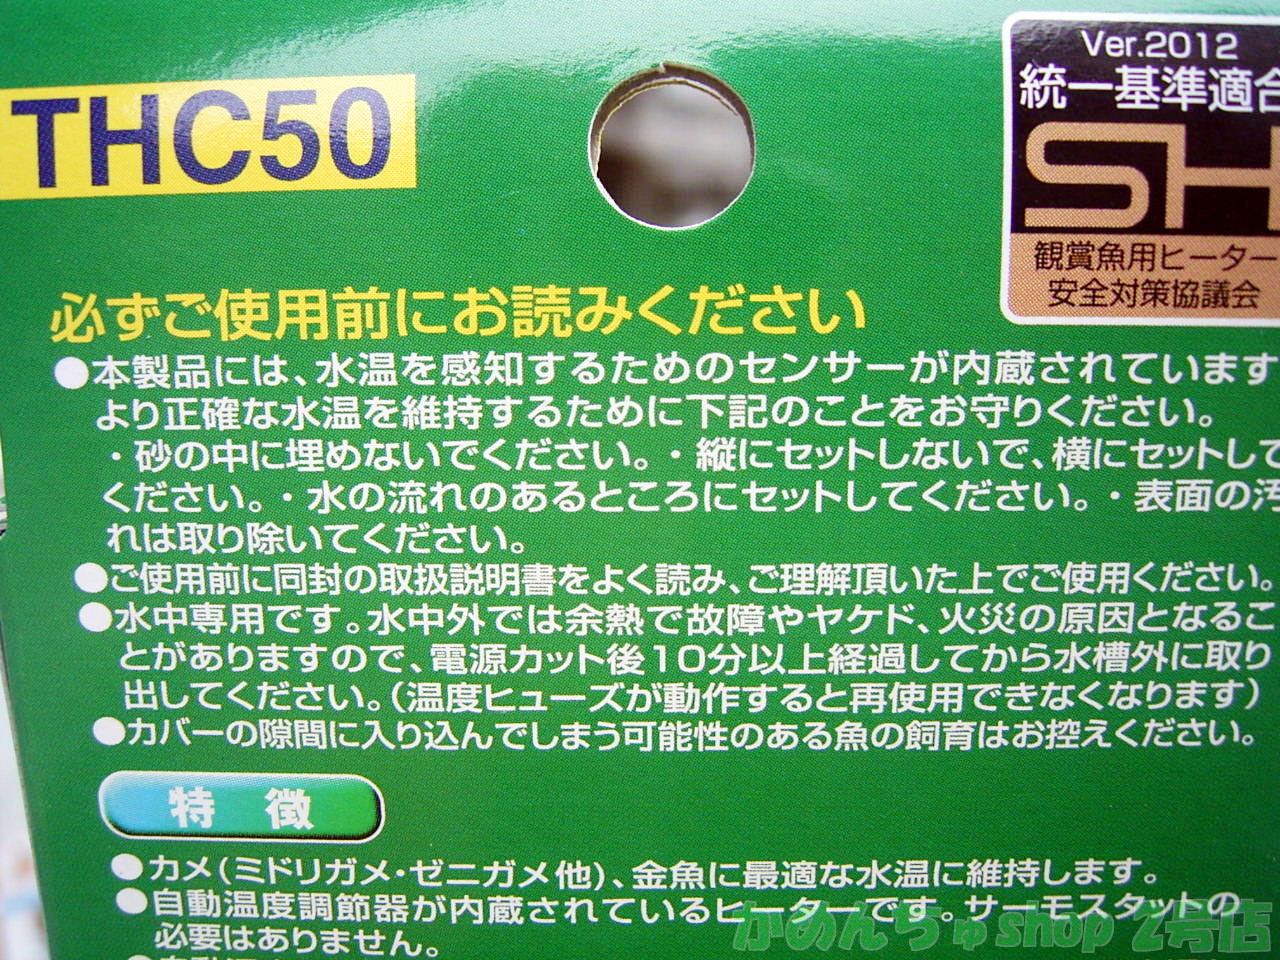 THC50
Ver.2012
統一基準適合
SH
観賞魚用ヒーター
安全対策協議会
必ずご使用前にお読みください
●本製品には、水温を感知するためのセンサーが内蔵されています
より正確な水温を維持するために下記のことをお守りください。
・砂の中に埋めないでください。・縦にセットしないで、横にセットして
ください。・水の流れのあるところにセットしてください。・表面の汚
れは取り除いてください。
●ご使用前に同封の取扱説明書をよく読み、ご理解頂いた上でご使用ください。
●水中専用です。水中外では余熱で故障やヤケド、火災の原因となるこ
とがありますので、電源カット後10分以上経過してから水槽外に取り
出してください。(温度ヒューズが動作すると再使用できなくなります)
●カバーの隙間に入り込んでしまう可能性のある魚の飼育はお控えください。
特 徴
●カメ(ミドリガメ・ゼニガメ他)、金魚に最適な水温に維持します。
●自動温度調節器が内蔵されているヒーターです。サーモスタットの
必要はありません。
かめんちゅshop 2号店